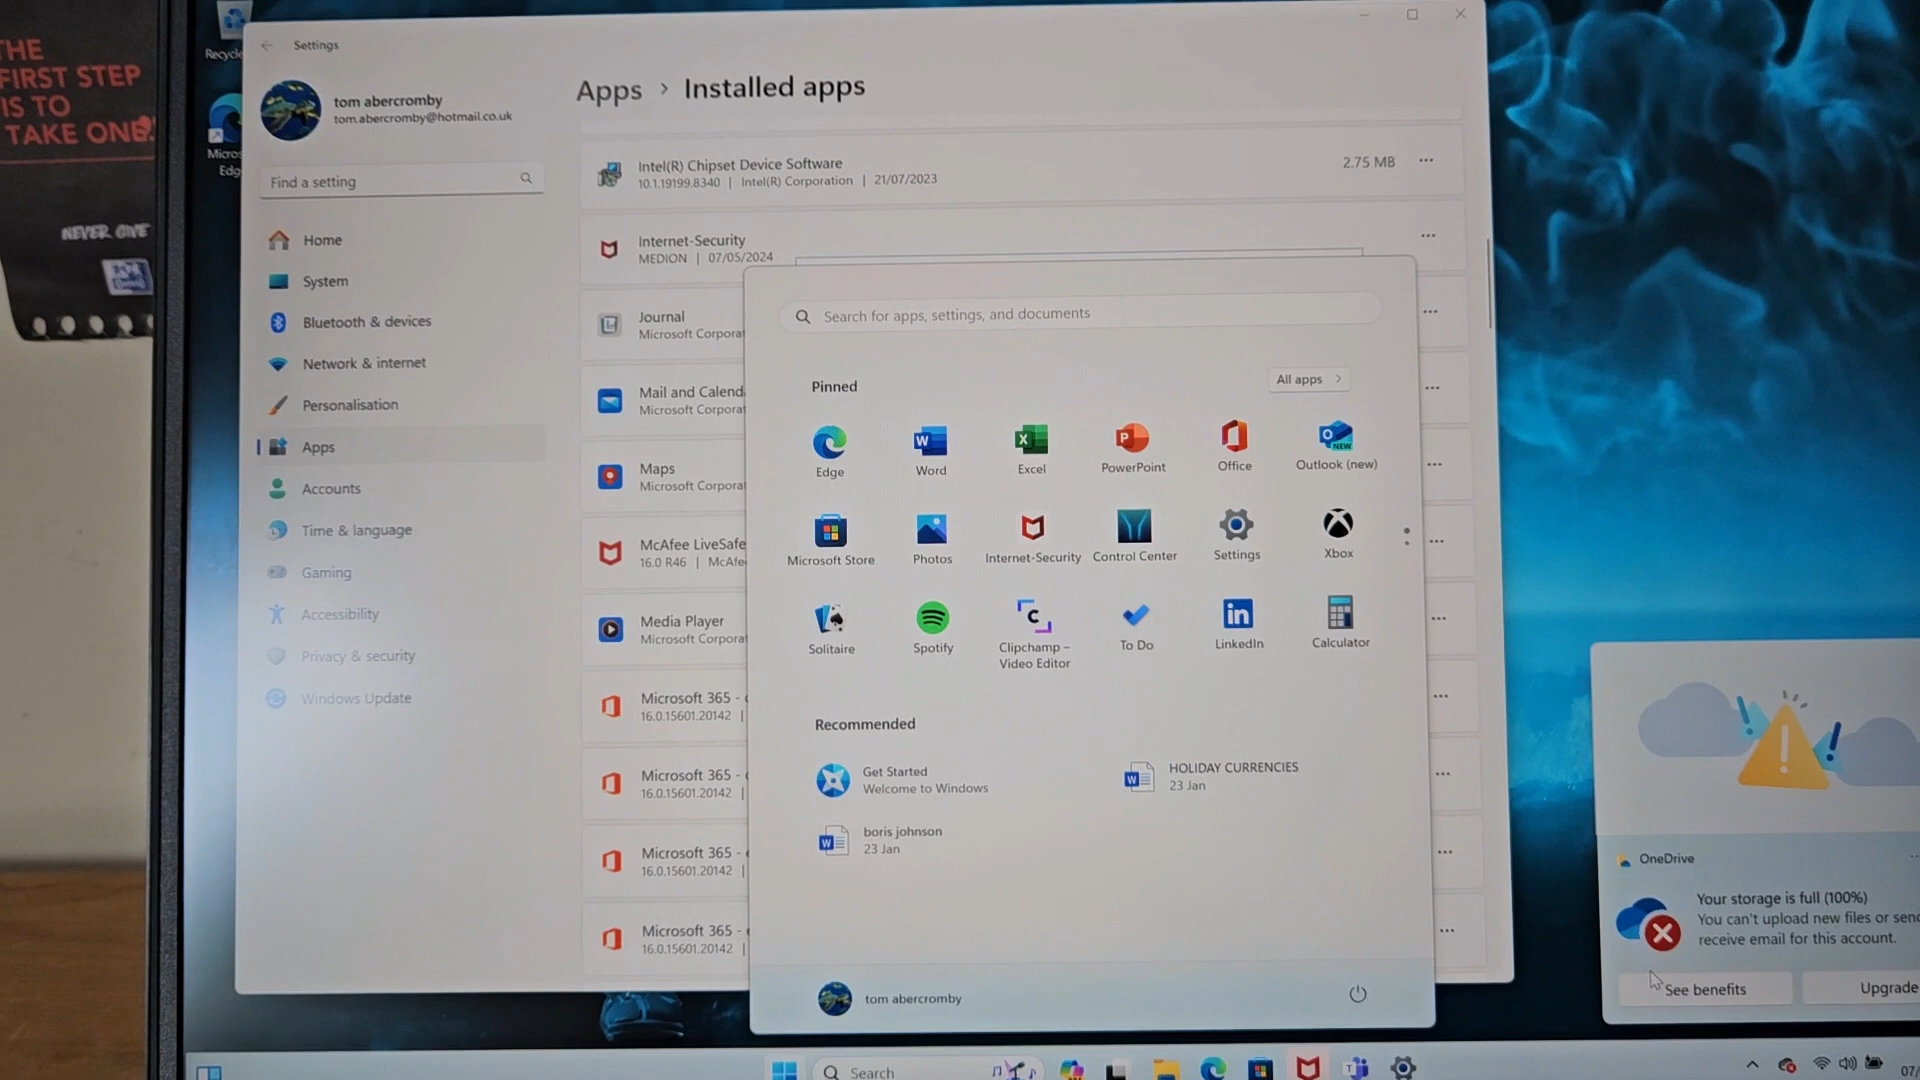 THE
FIRST STEP
IS TO
TAKE ONE!
NEVER GIVE
Recycle
Micros
Edg
Settings
tom abercromby
tom.abercromby@hotmail.co.uk
Find a setting
Home
System
Bluetooth & devices
Network & internet
Personalisation
Apps
Accounts
Time & language
Gaming
Accessibility
Privacy & security
Windows Update
Apps > Installed apps
Intel(R) Chipset Device Software
10.1.19199.8340 | Intel(R) Corporation | 21/07/2023
2.75 MB
Internet-Security
MEDION | 07/05/2024
Journal
Microsoft Corporat
Mail and Calend
Microsoft Corporat
Maps
Microsoft Corporat
McAfee LiveSafe
16.0 R46 | McAfe
Media Player
Microsoft Corporat
Microsoft 365 -
16.0.15601.20142 |
Microsoft 365 -
16.0.15601.20142 |
Microsoft 365 -
16.0.15601.20142 |
Microsoft 365 -
16.0.15601.20142 |
Search for apps, settings, and documents
Pinned
All apps >
Edge
Word
Excel
PowerPoint
Office
Outlook (new)
Microsoft Store
Photos
Internet-Security
Control Center
Settings
Xbox
Solitaire
Spotify
Clipchamp –
Video Editor
To Do
LinkedIn
Calculator
Recommended
Get Started
Welcome to Windows
HOLIDAY CURRENCIES
23 Jan
boris johnson
23 Jan
tom abercromby
OneDrive
Your storage is full (100%)
You can't upload new files or send
receive email for this account.
See benefits
Upgrade
Search
07/